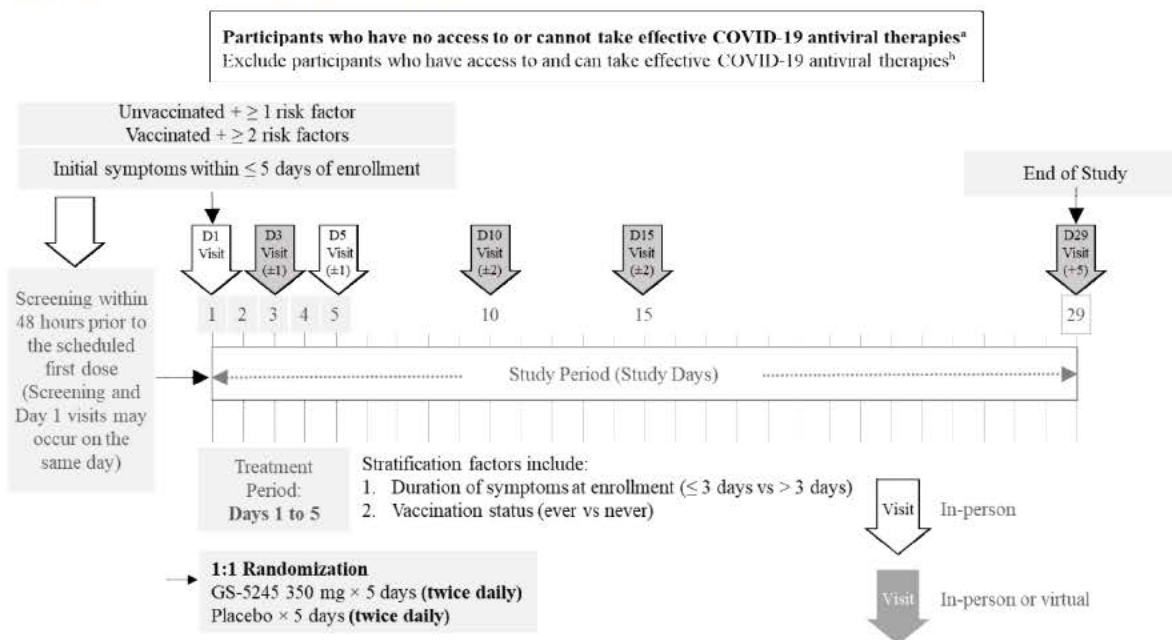 Participants who have no access to or cannot take effective COVID-19 antiviral therapiesᵃ
Exclude participants who have access to and can take effective COVID-19 antiviral therapiesᵇ
Unvaccinated + ≥ 1 risk factor
Vaccinated + ≥ 2 risk factors
Initial symptoms within ≤ 5 days of enrollment
End of Study
D1
Visit
D3
Visit
(±1)
D5
Visit
(±1)
D10
Visit
(±2)
D15
Visit
(±2)
D29
Visit
(+5)
Screening within
48 hours prior to
the scheduled
first dose
(Screening and
Day 1 visits may
occur on the
same day)
1 2 3 4 5 10 15 29
Study Period (Study Days)
Treatment
Period:
Days 1 to 5
Stratification factors include:
1. Duration of symptoms at enrollment (≤ 3 days vs > 3 days)
2. Vaccination status (ever vs never)
Visit In-person
1:1 Randomization
GS-5245 350 mg × 5 days (twice daily)
Placebo × 5 days (twice daily)
Visit In-person or virtual